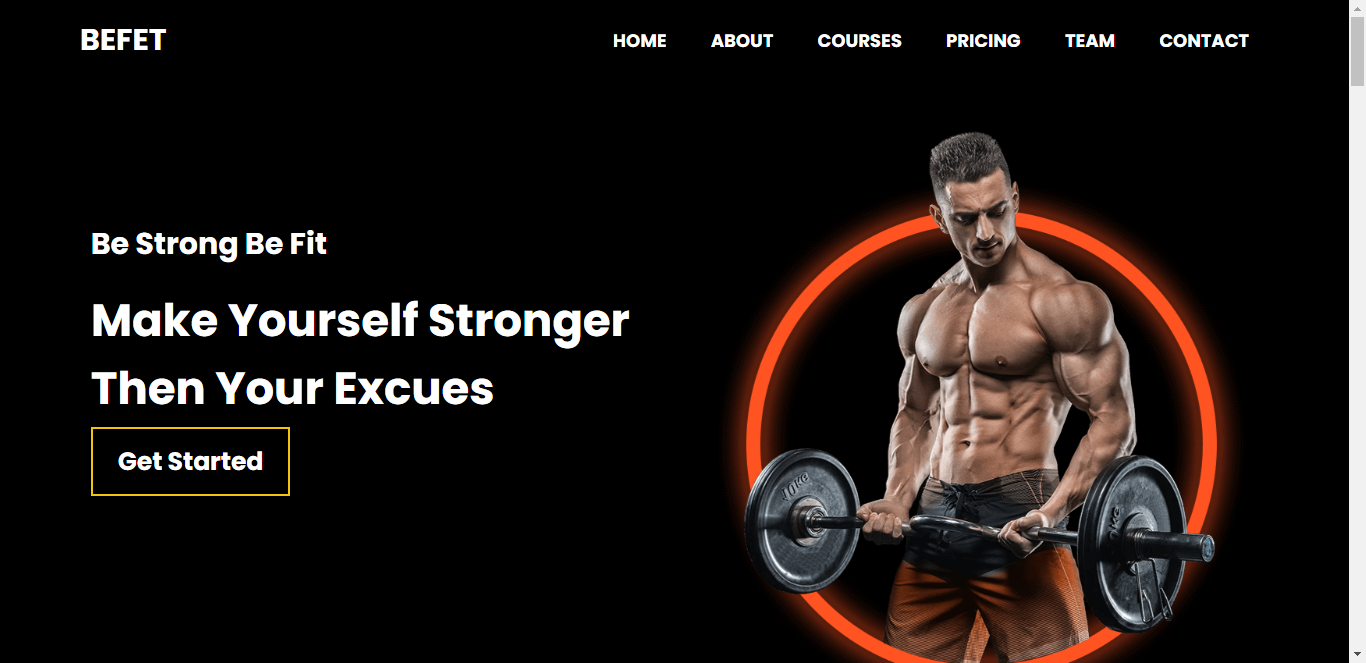 BEFET
HOME ABOUT COURSES PRICING TEAM CONTACT
Be Strong Be Fit
Make Yourself Stronger
Then Your Excues
Get Started
10KG